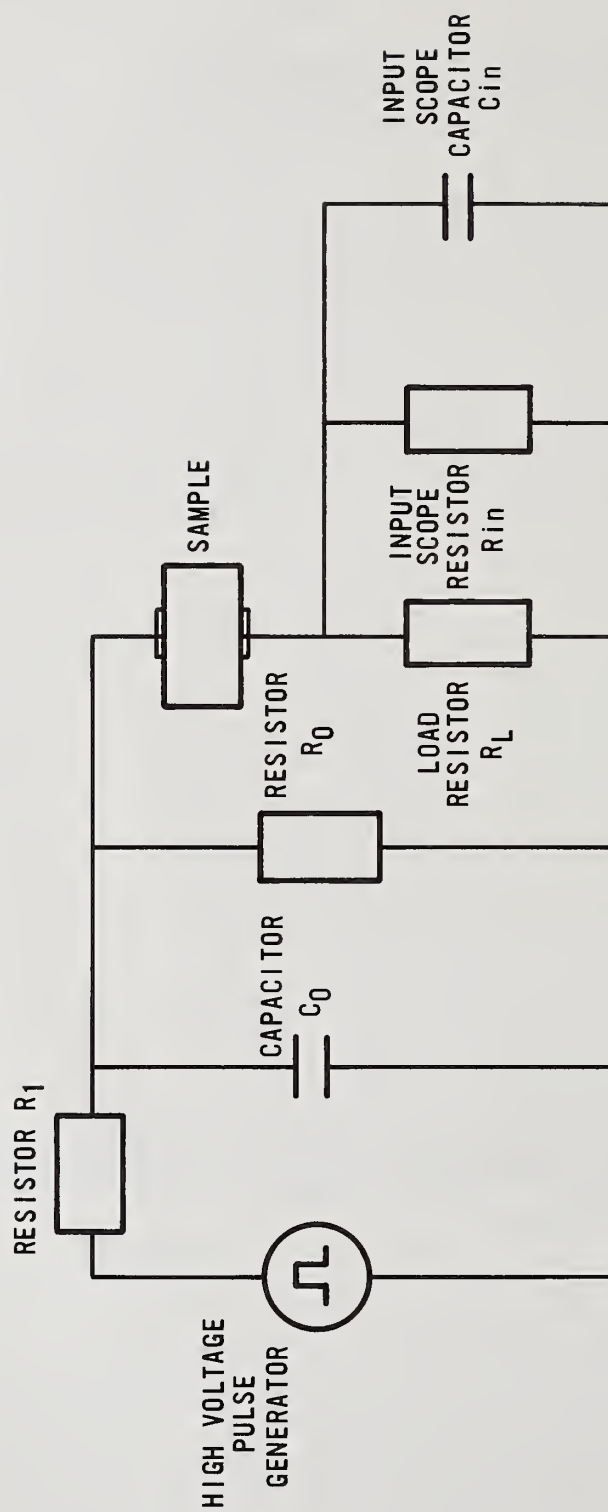 HIGH VOLTAGE
PULSE
GENERATOR
RESISTOR R1
CAPACITOR
C0
RESISTOR
R0
SAMPLE
LOAD
RESISTOR
RL
INPUT
SCOPE
RESISTOR
Rin
INPUT
SCOPE
CAPACITOR
Cin